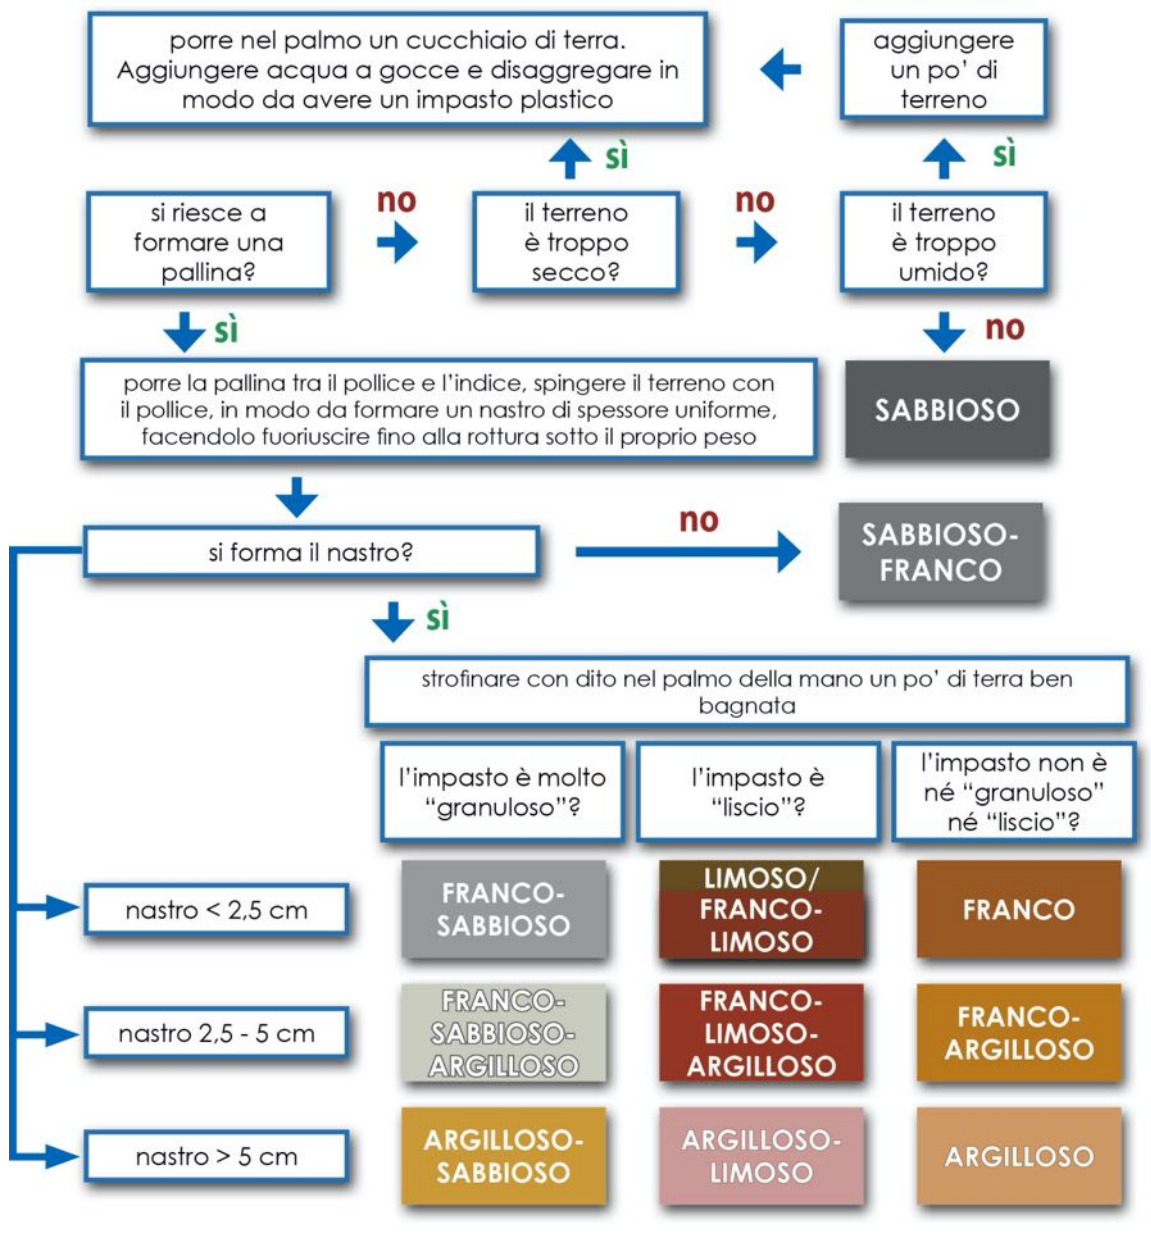 porre nel palmo un cucchiaio di terra.
Aggiungere acqua a gocce e disaggregare in
modo da avere un impasto plastico
aggiungere
un po' di
terreno
sì
sì
si riesce a
formare una
pallina?
no
il terreno
è troppo
secco?
no
il terreno
è troppo
umido?
sì
no
porre la pallina tra il pollice e l'indice, spingere il terreno con
il pollice, in modo da formare un nastro di spessore uniforme,
facendolo fuoriuscire fino alla rottura sotto il proprio peso
SABBIOSO
si forma il nastro?
no
SABBIOSO-
FRANCO
sì
strofinare con dito nel palmo della mano un po' di terra ben
bagnata
l'impasto è molto
“granuloso”?
l'impasto è
“liscio”?
l'impasto non è
né “granuloso”
né “liscio”?
nastro < 2,5 cm
FRANCO-
SABBIOSO
LIMOSO/
FRANCO-
LIMOSO
FRANCO
nastro 2,5 - 5 cm
FRANCO-
SABBIOSO-
ARGILLOSO
FRANCO-
LIMOSO-
ARGILLOSO
FRANCO-
ARGILLOSO
nastro > 5 cm
ARGILLOSO-
SABBIOSO
ARGILLOSO-
LIMOSO
ARGILLOSO